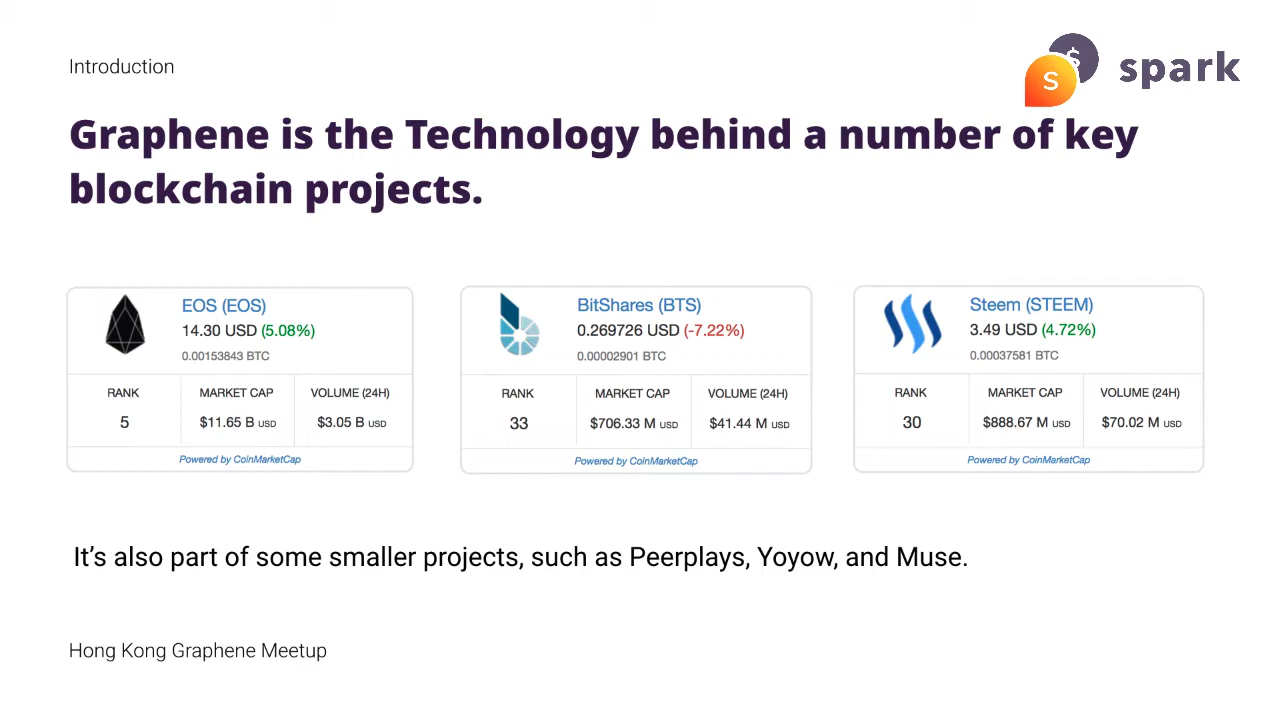 Introduction
$
S
spark
Graphene is the Technology behind a number of key
blockchain projects.
EOS (EOS)
14.30 USD (5.08%)
0.00153843 BTC
RANK
MARKET CAP
VOLUME (24H)
5
$11.65 B USD
$3.05 B USD
Powered by CoinMarketCap
BitShares (BTS)
0.269726 USD (-7.22%)
0.00002901 BTC
RANK
MARKET CAP
VOLUME (24H)
33
$706.33 M USD
$41.44 M USD
Powered by CoinMarketCap
Steem (STEEM)
3.49 USD (4.72%)
0.00037581 BTC
RANK
MARKET CAP
VOLUME (24H)
30
$888.67 M USD
$70.02 M USD
Powered by CoinMarketCap
It’s also part of some smaller projects, such as Peerplays, Yoyow, and Muse.
Hong Kong Graphene Meetup